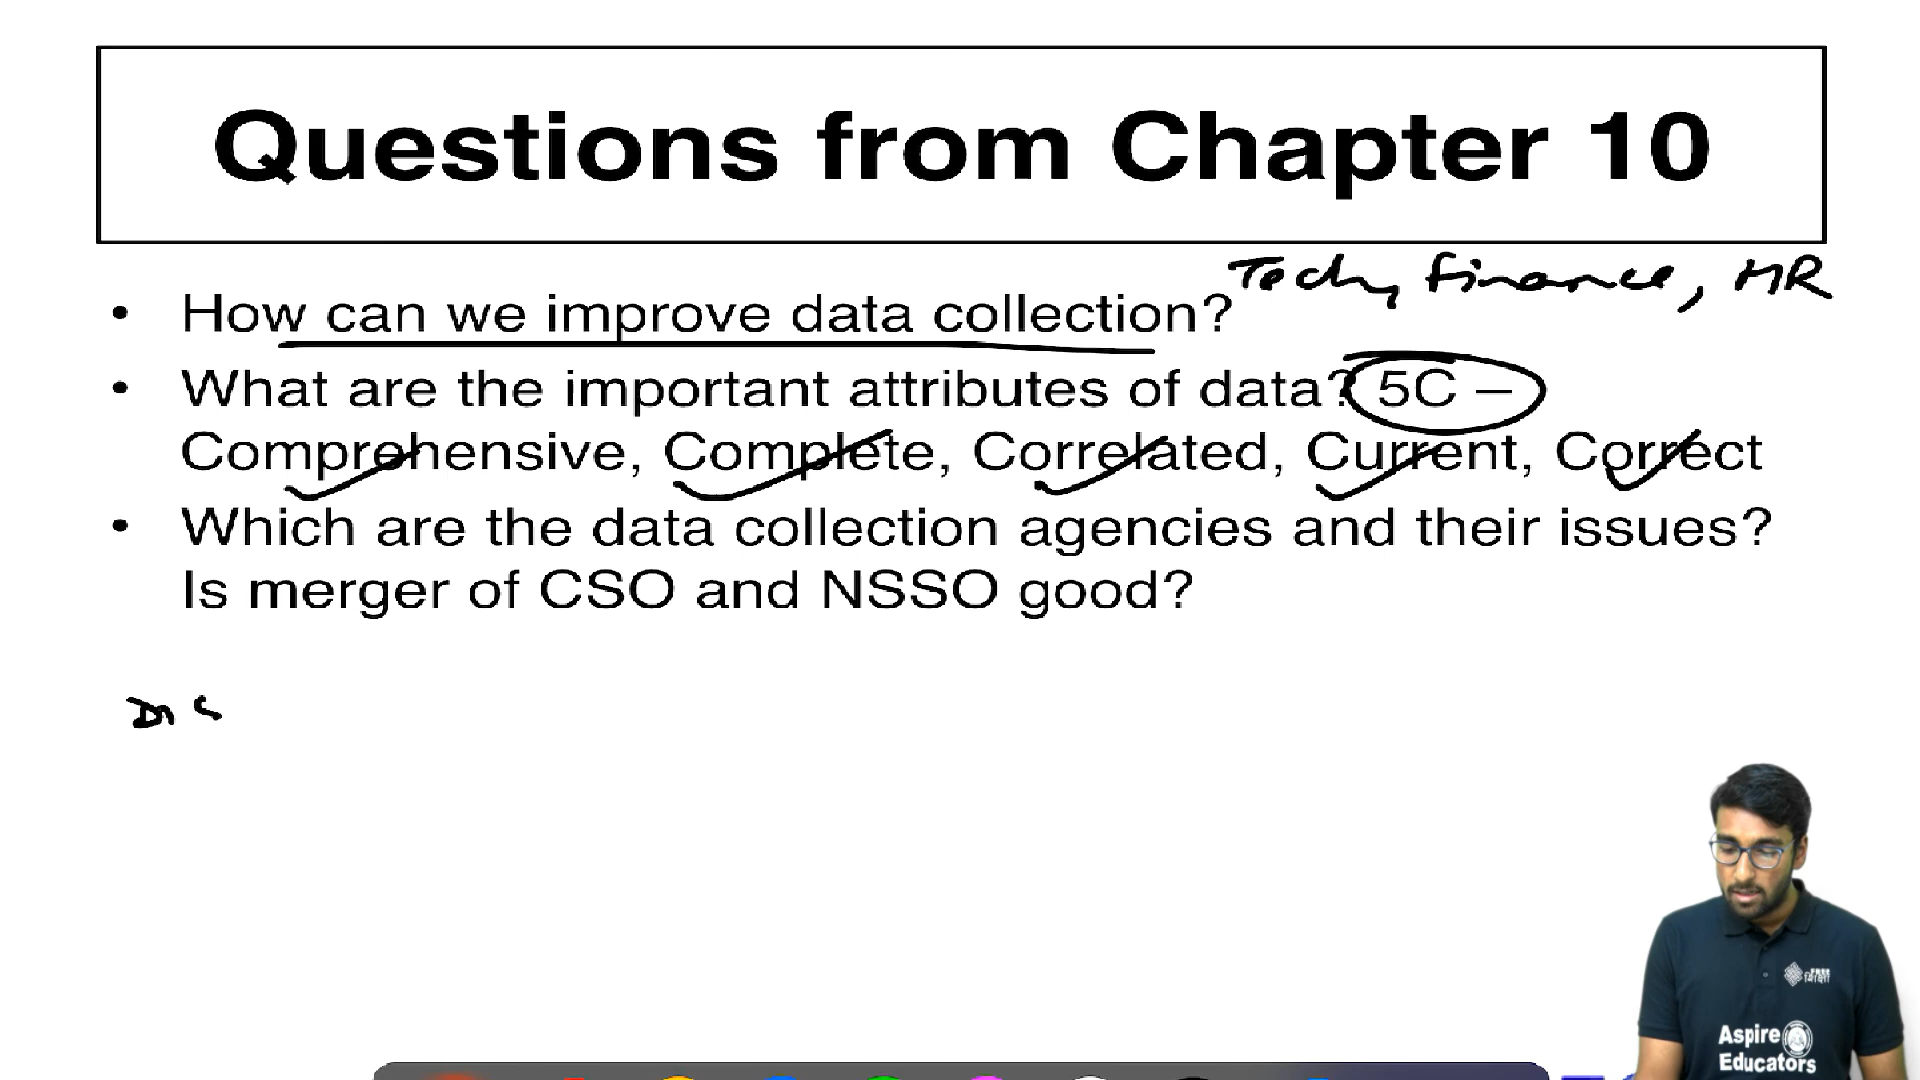 Questions from Chapter 10
Tech, finance, HR
• How can we improve data collection?
• What are the important attributes of data? 5C –
Comprehensive, Complete, Correlated, Current, Correct
• Which are the data collection agencies and their issues?
Is merger of CSO and NSSO good?
Aspire
Educators